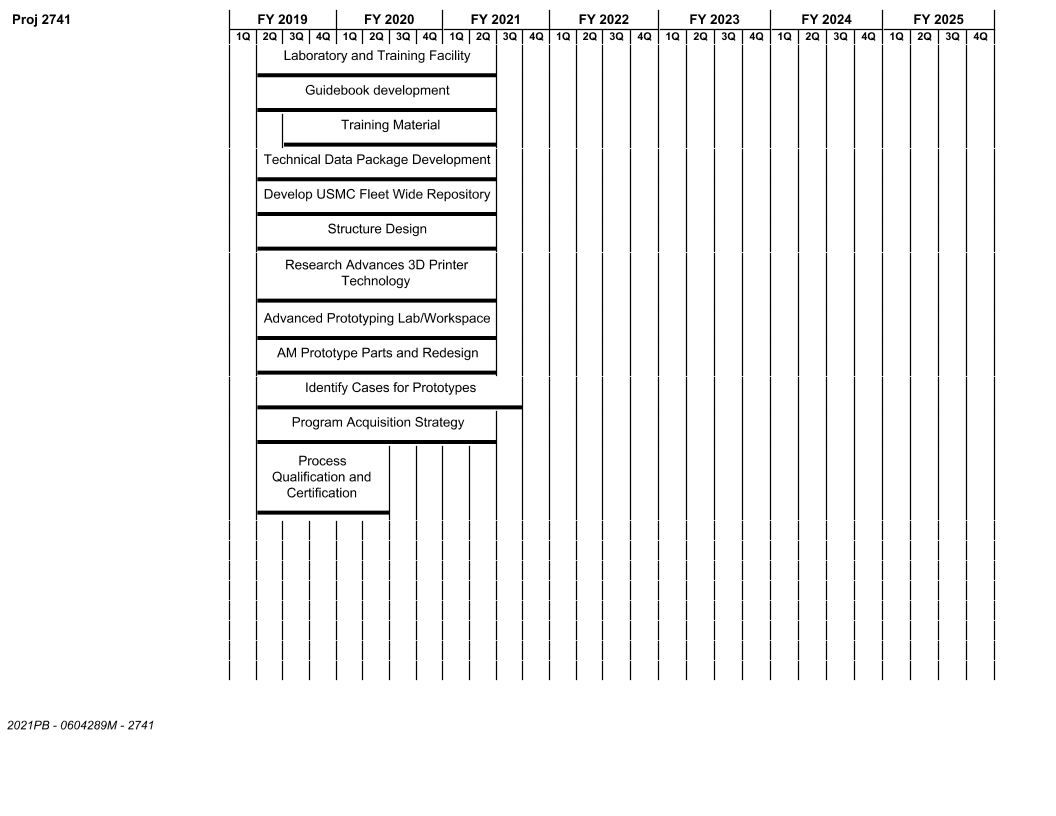 Proj 2741
FY 2019 FY 2020 FY 2021 FY 2022 FY 2023 FY 2024 FY 2025
1Q 2Q 3Q 4Q 1Q 2Q 3Q 4Q 1Q 2Q 3Q 4Q 1Q 2Q 3Q 4Q 1Q 2Q 3Q 4Q 1Q 2Q 3Q 4Q 1Q 2Q 3Q 4Q
Laboratory and Training Facility
Guidebook development
Training Material
Technical Data Package Development
Develop USMC Fleet Wide Repository
Structure Design
Research Advances 3D Printer
Technology
Advanced Prototyping Lab/Workspace
AM Prototype Parts and Redesign
Identify Cases for Prototypes
Program Acquisition Strategy
Process
Qualification and
Certification
2021PB - 0604289M - 2741